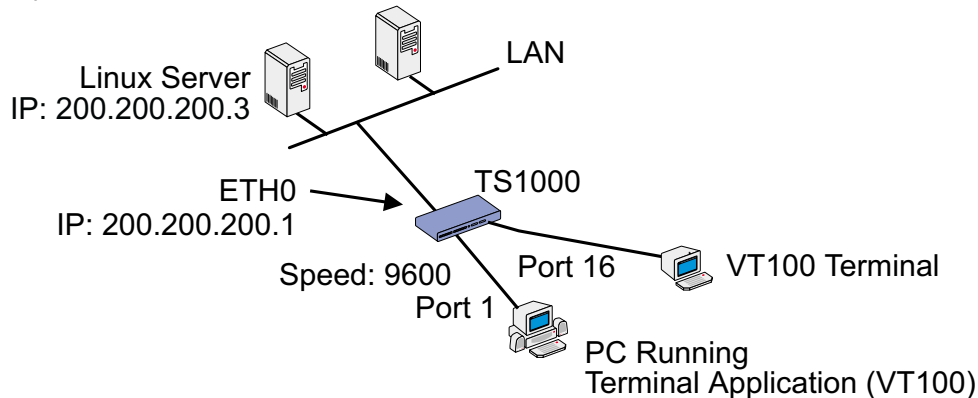 LAN
Linux Server
IP: 200.200.200.3
ETH0
IP: 200.200.200.1
TS1000
Speed: 9600
Port 1
Port 16
VT100 Terminal
PC Running
Terminal Application (VT100)